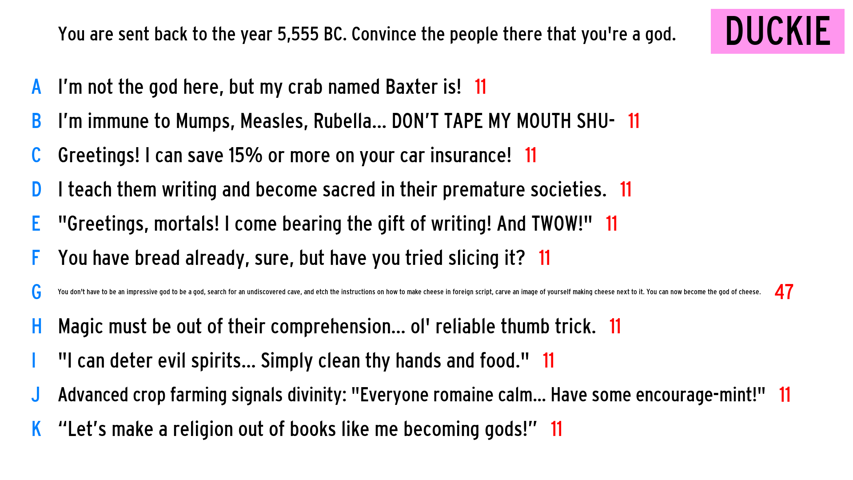 You are sent back to the year 5,555 BC. Convince the people there that you're a god.
DUCKIE
A I’m not the god here, but my crab named Baxter is! 11
B I’m immune to Mumps, Measles, Rubella... DON’T TAPE MY MOUTH SHU- 11
C Greetings! I can save 15% or more on your car insurance! 11
D I teach them writing and become sacred in their premature societies. 11
E "Greetings, mortals! I come bearing the gift of writing! And TWOW!" 11
F You have bread already, sure, but have you tried slicing it? 11
G You don't have to be an impressive god to be a god, search for an undiscovered cave, and etch the instructions on how to make cheese in foreign script, carve an image of yourself making cheese next to it. You can now become the god of cheese. 47
H Magic must be out of their comprehension... ol' reliable thumb trick. 11
I "I can deter evil spirits... Simply clean thy hands and food." 11
J Advanced crop farming signals divinity: "Everyone romaine calm... Have some encourage-mint!" 11
K “Let’s make a religion out of books like me becoming gods!” 11